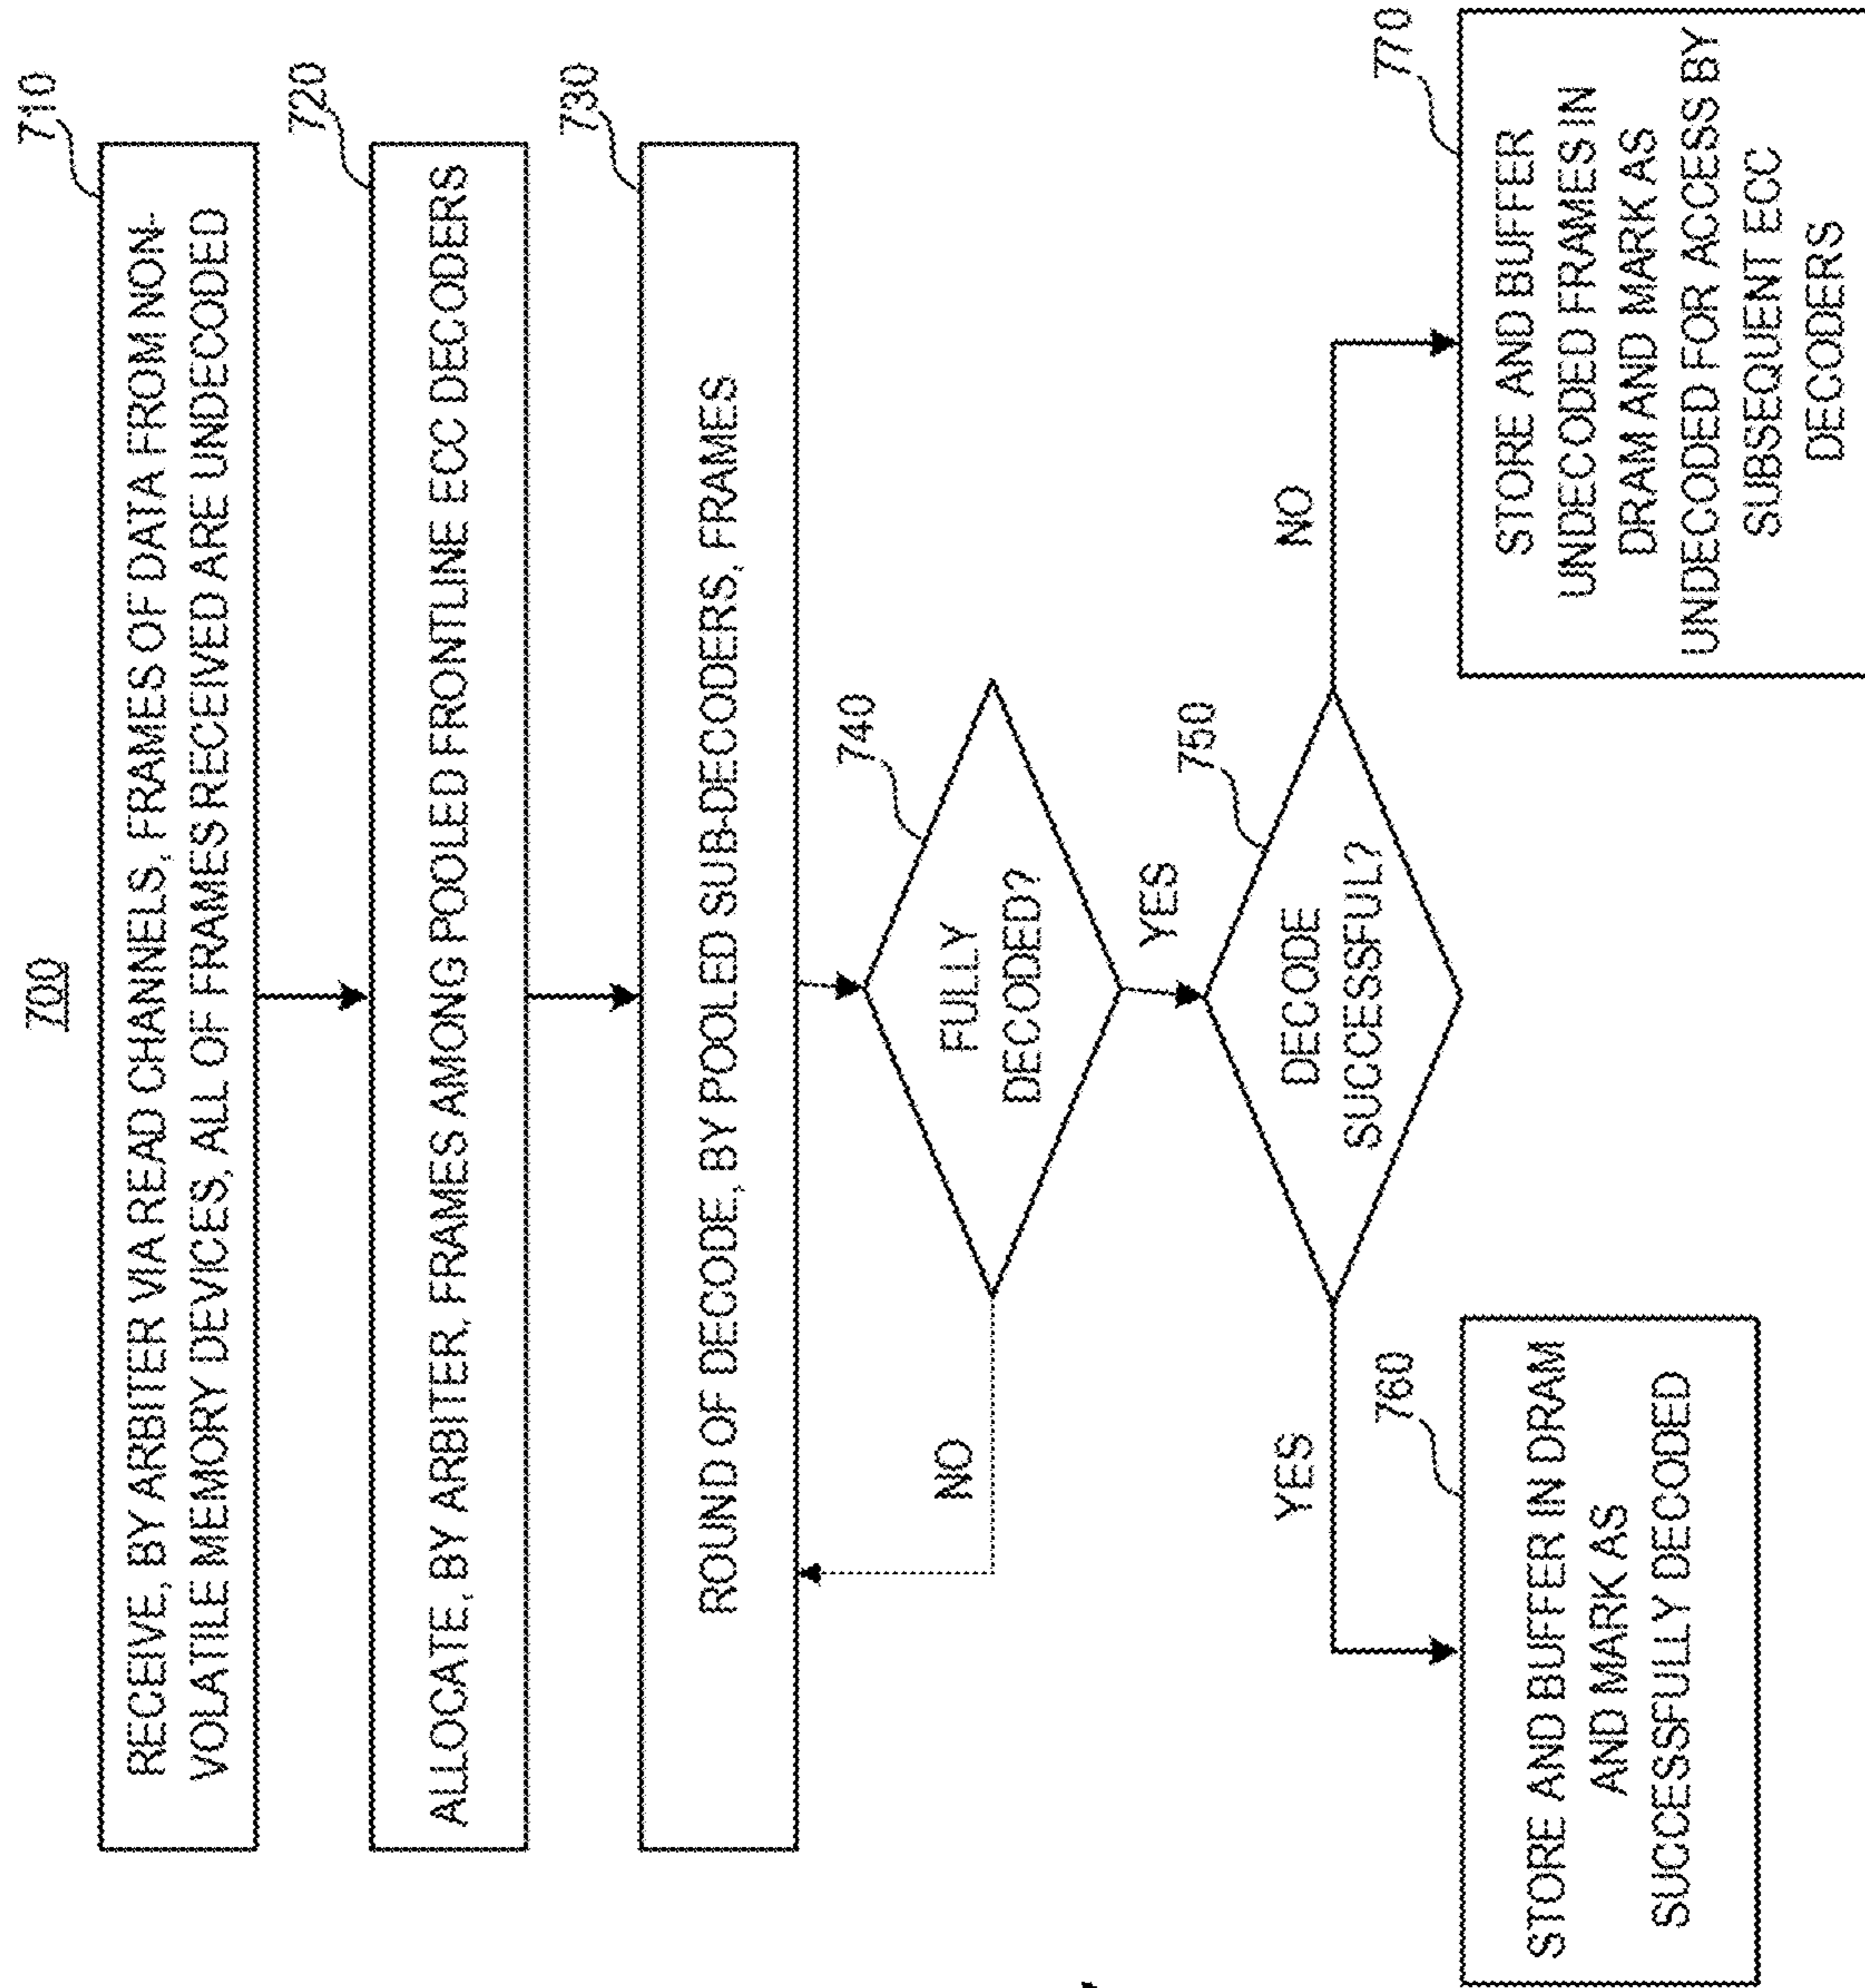 700
710
RECEIVE, BY ARBITER VIA READ CHANNELS, FRAMES OF DATA FROM NON-
VOLATILE MEMORY DEVICES, ALL OF FRAMES RECEIVED ARE UNDECODED
720
ALLOCATE, BY ARBITER, FRAMES AMONG POOLED FRONTLINE ECC DECODERS
730
ROUND OF DECODE, BY POOLED SUB-DECODERS, FRAMES
740
FULLY
DECODED?
NO
YES
750
DECODE
SUCCESSFUL?
YES
NO
760
STORE AND BUFFER IN DRAM
AND MARK AS
SUCCESSFULLY DECODED
770
STORE AND BUFFER
UNDECODED FRAMES IN
DRAM AND MARK AS
UNDECODED FOR ACCESS BY
SUBSEQUENT ECC
DECODERS